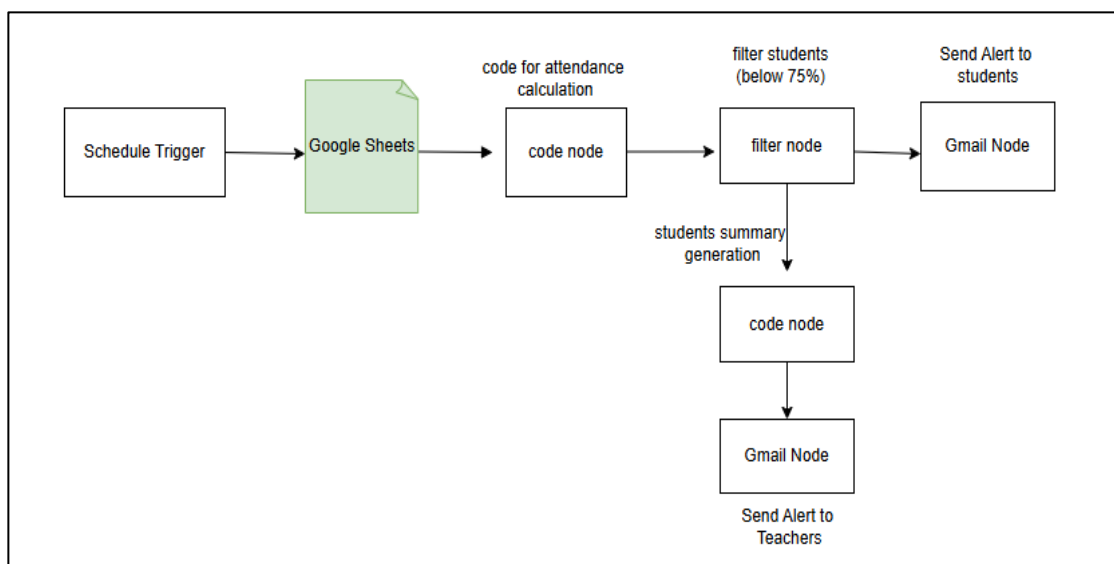 Schedule Trigger
Google Sheets
code for attendance
calculation
code node
filter students
(below 75%)
filter node
Send Alert to
students
Gmail Node
students summary
generation
code node
Gmail Node
Send Alert to
Teachers